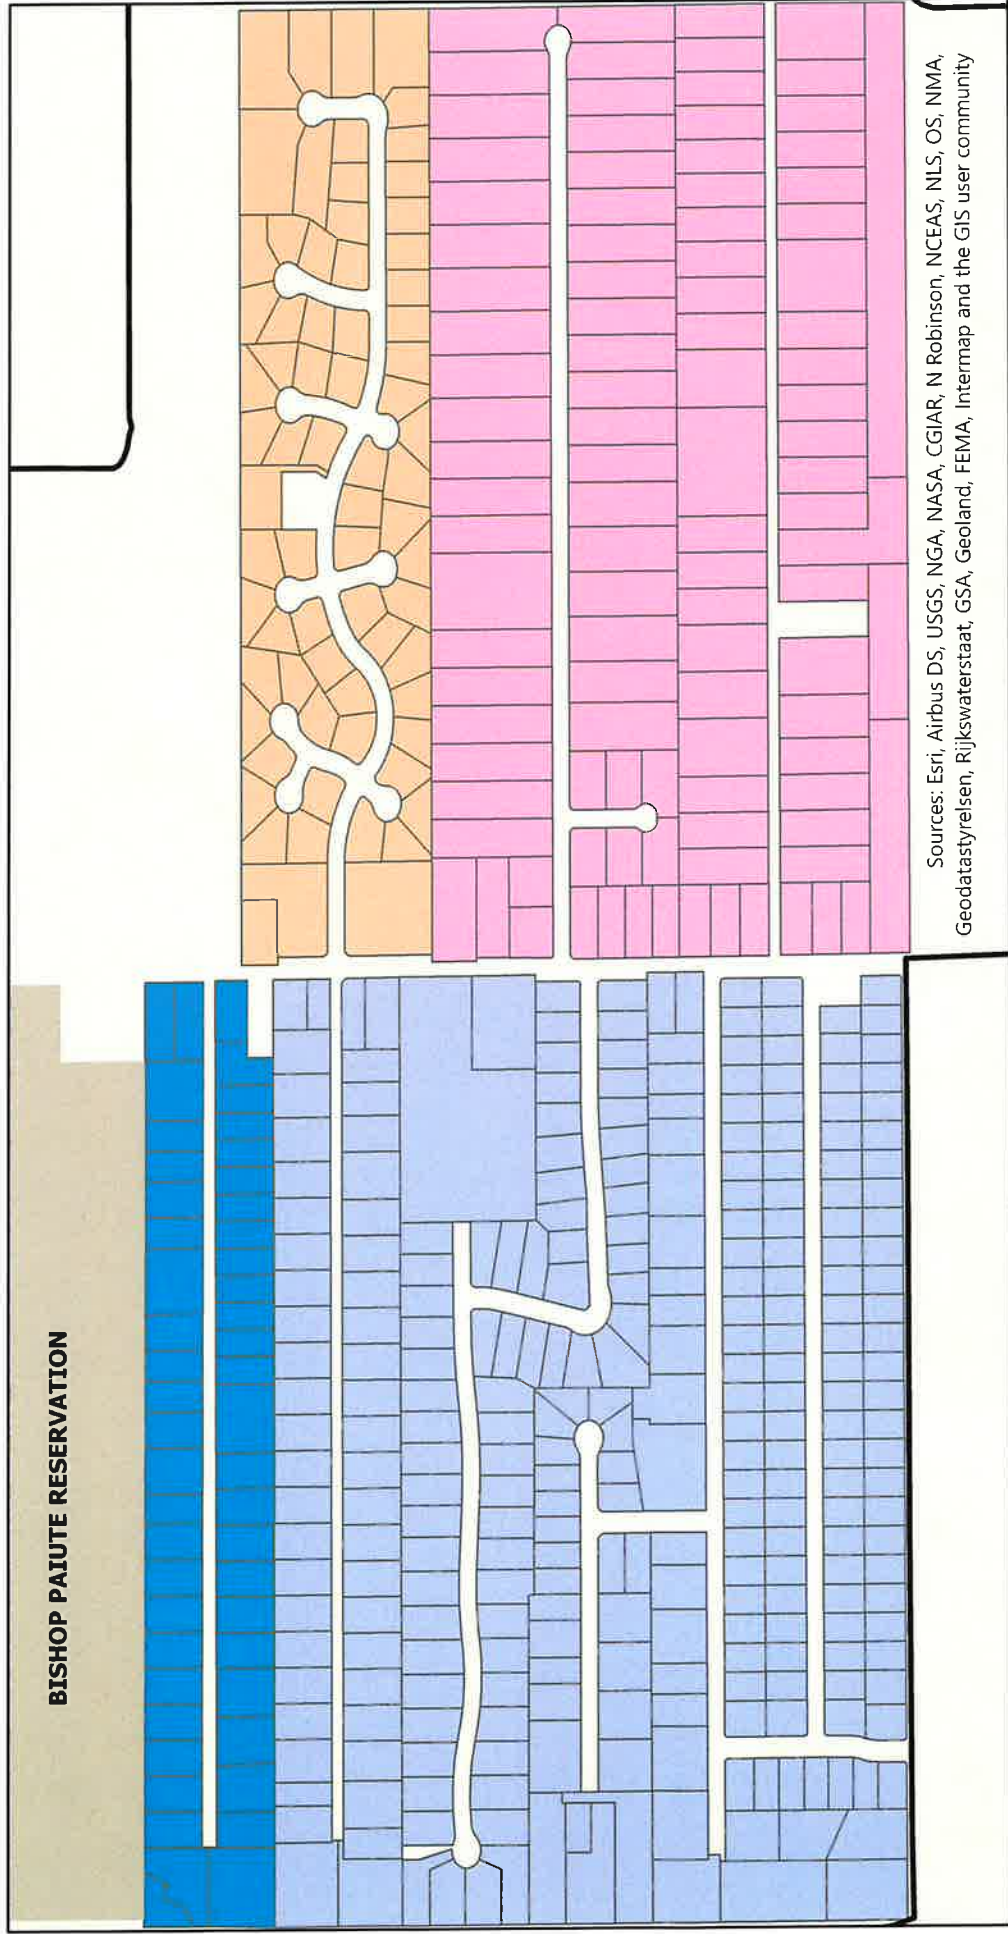 BISHOP PAIUTE RESERVATION
Sources: Esri, Airbus DS, USGS, NGA, NASA, CGIAR, N Robinson, NCEAS, NLS, OS, NMA,
Geodatastyrelsen, Rijkswaterstaat, GSA, Geoland, FEMA, Intermap and the GIS user community